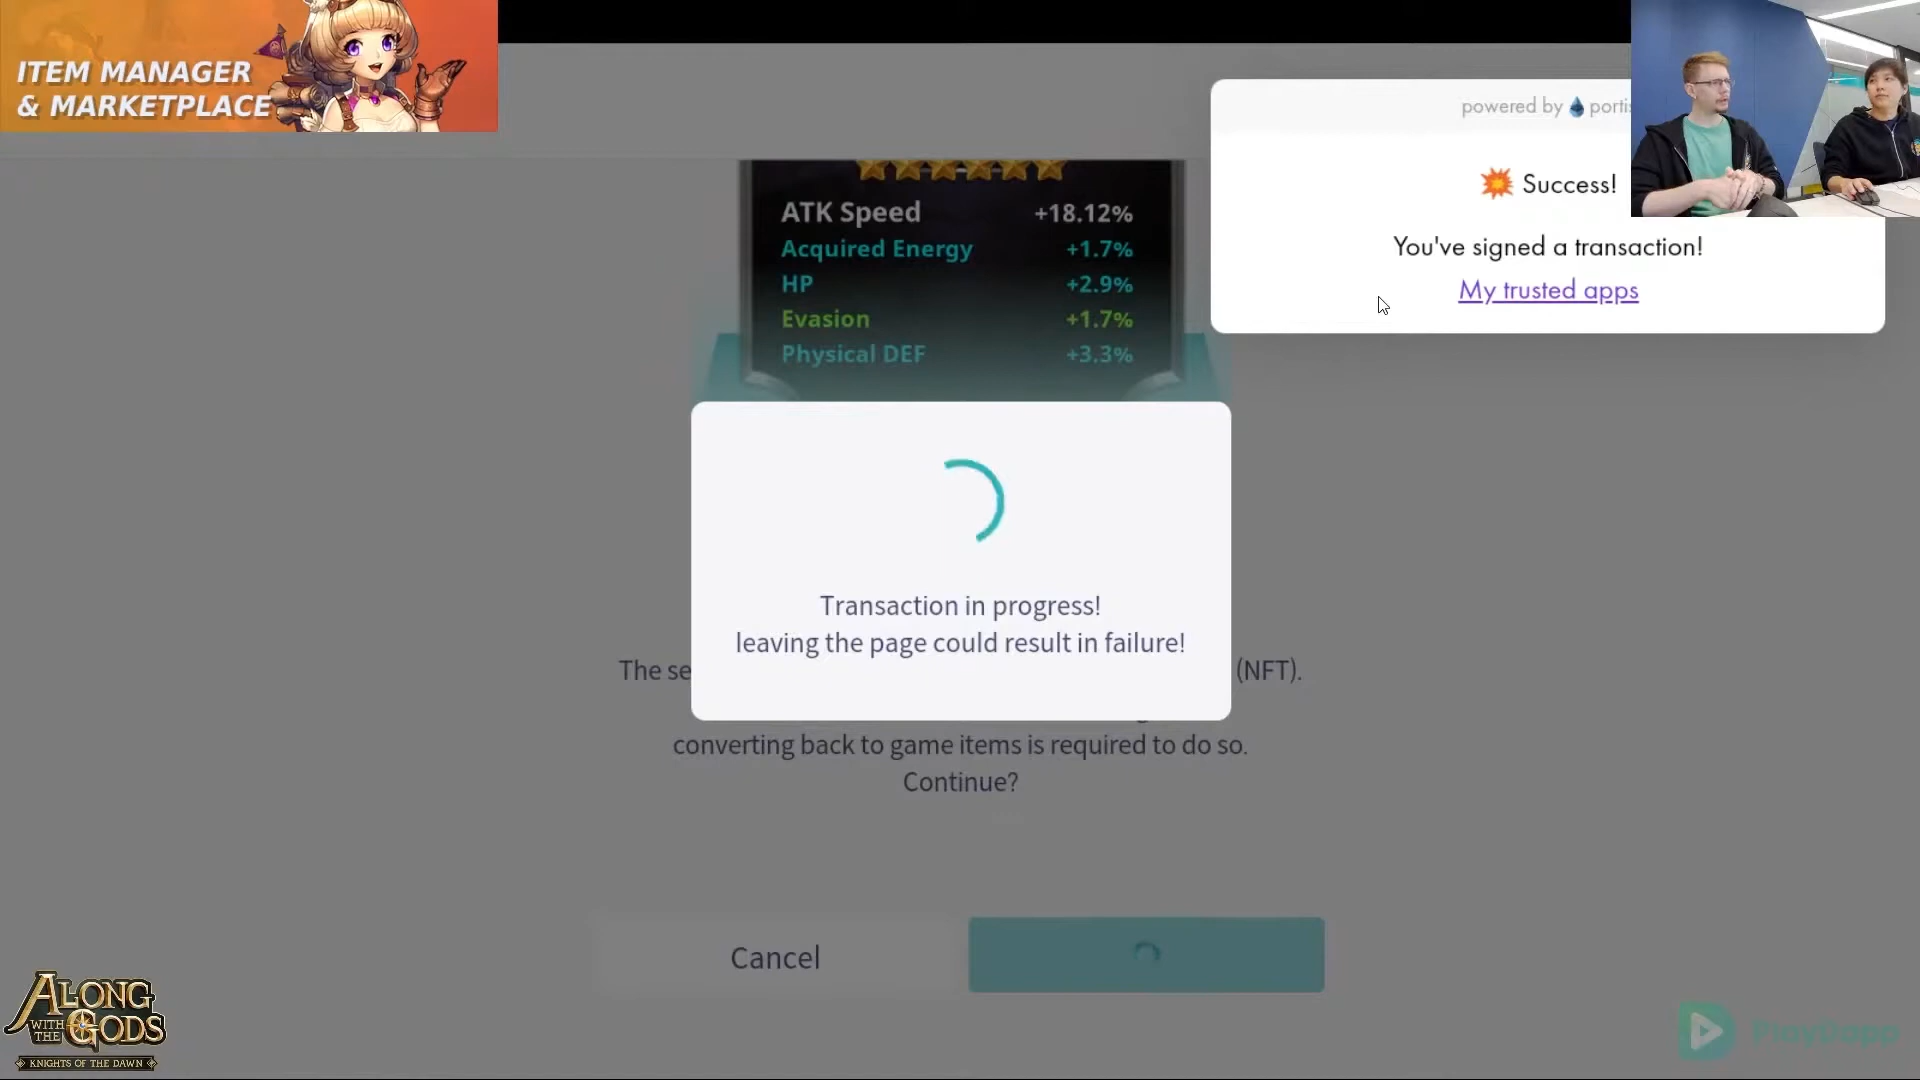 ITEM MANAGER
& MARKETPLACE
powered by portis
Success!
You've signed a transaction!
My trusted apps
ATK Speed +18.12%
Acquired Energy +1.7%
HP +2.9%
Evasion +1.7%
Physical DEF +3.3%
Transaction in progress!
leaving the page could result in failure!
The se (NFT).
converting back to game items is required to do so.
Continue?
Cancel
ALONG
WITH THE GODS
KNIGHTS OF THE DAWN
PlayDapp